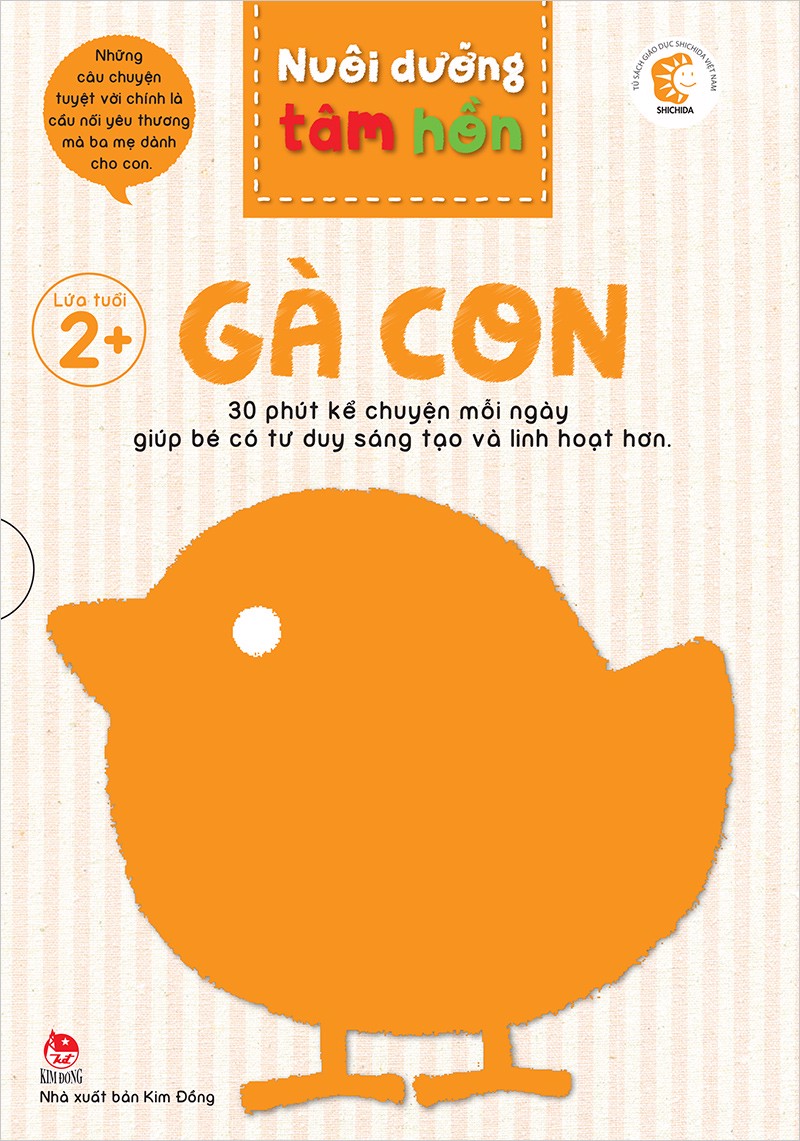 Những
câu chuyện
tuyệt vời chính là
cầu nối yêu thương
mà ba mẹ dành
cho con.
Nuôi dưỡng
tâm hồn
TỦ SÁCH GIÁO DỤC SHICHIDA VIỆT NAM
SHICHIDA
Lứa tuổi
2+
GÀ CON
30 phút kể chuyện mỗi ngày
giúp bé có tư duy sáng tạo và linh hoạt hơn.
KIM ĐỒNG
Nhà xuất bản Kim Đồng